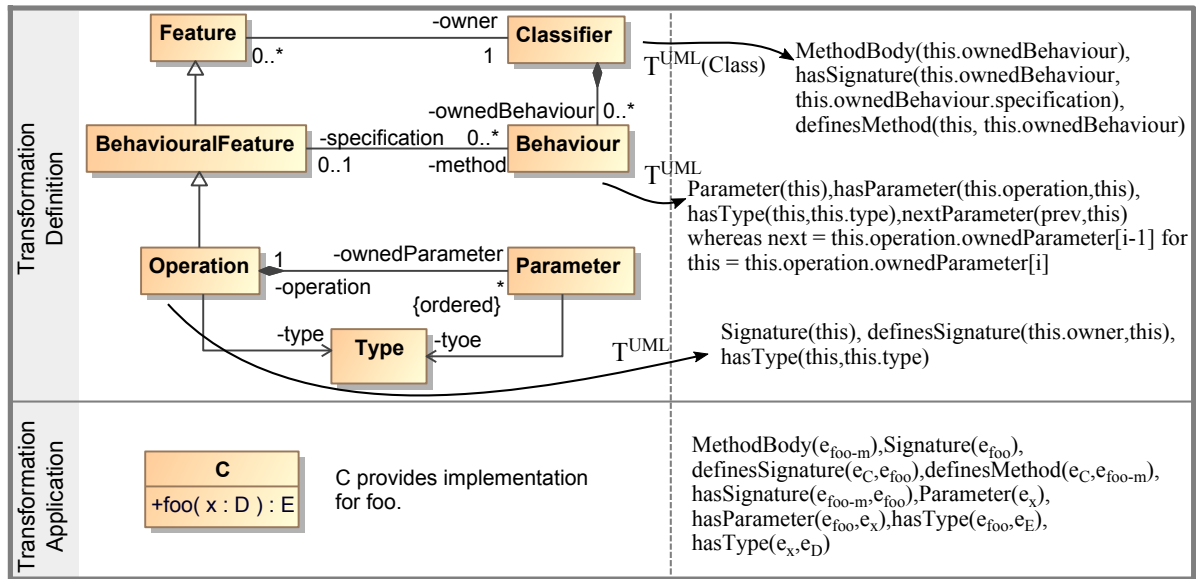 Transformation
Definition
Feature
-owner
Classifier
0..*
1
T^UML(Class)
MethodBody(this.ownedBehaviour),
hasSignature(this.ownedBehaviour,
this.ownedBehaviour.specification),
definesMethod(this, this.ownedBehaviour)
-ownedBehaviour
0..*
BehaviouralFeature
-specification
0..*
Behaviour
0..1
-method
T^UML
Parameter(this),hasParameter(this.operation,this),
hasType(this,this.type),nextParameter(prev,this)
whereas next = this.operation.ownedParameter[i-1] for
this = this.operation.ownedParameter[i]
Operation
1
-ownedParameter
Parameter
-operation
*
{ordered}
-type
Type
-tyoe
T^UML
Signature(this), definesSignature(this.owner,this),
hasType(this,this.type)
Transformation
Application
C
+foo( x : D ) : E
C provides implementation
for foo.
MethodBody(e_foo-m),Signature(e_foo),
definesSignature(e_C,e_foo),definesMethod(e_C,e_foo-m),
hasSignature(e_foo-m,e_foo),Parameter(e_x),
hasParameter(e_foo,e_x),hasType(e_foo,e_E),
hasType(e_x,e_D)